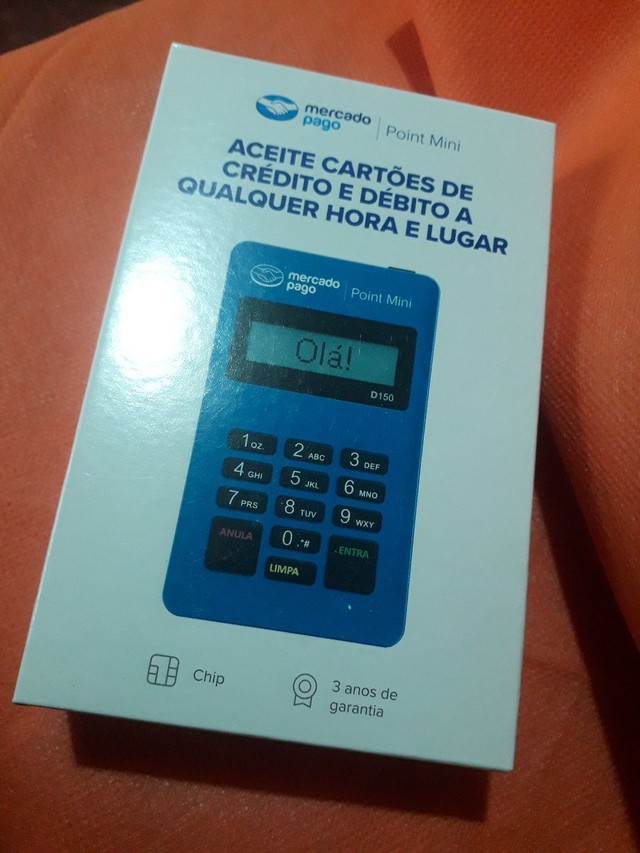 mercado
pago
Point Mini
ACEITE CARTÕES DE
CRÉDITO E DÉBITO A
QUALQUER HORA E LUGAR
mercado
pago
Point Mini
Olá!
D150
1 QZ. 2 ABC 3 DEF
4 GHI 5 JKL 6 MNO
7 PRS 8 TUV 9 WXY
ANULA 0 .*# ENTRA
LIMPA
Chip
3 anos de
garantia